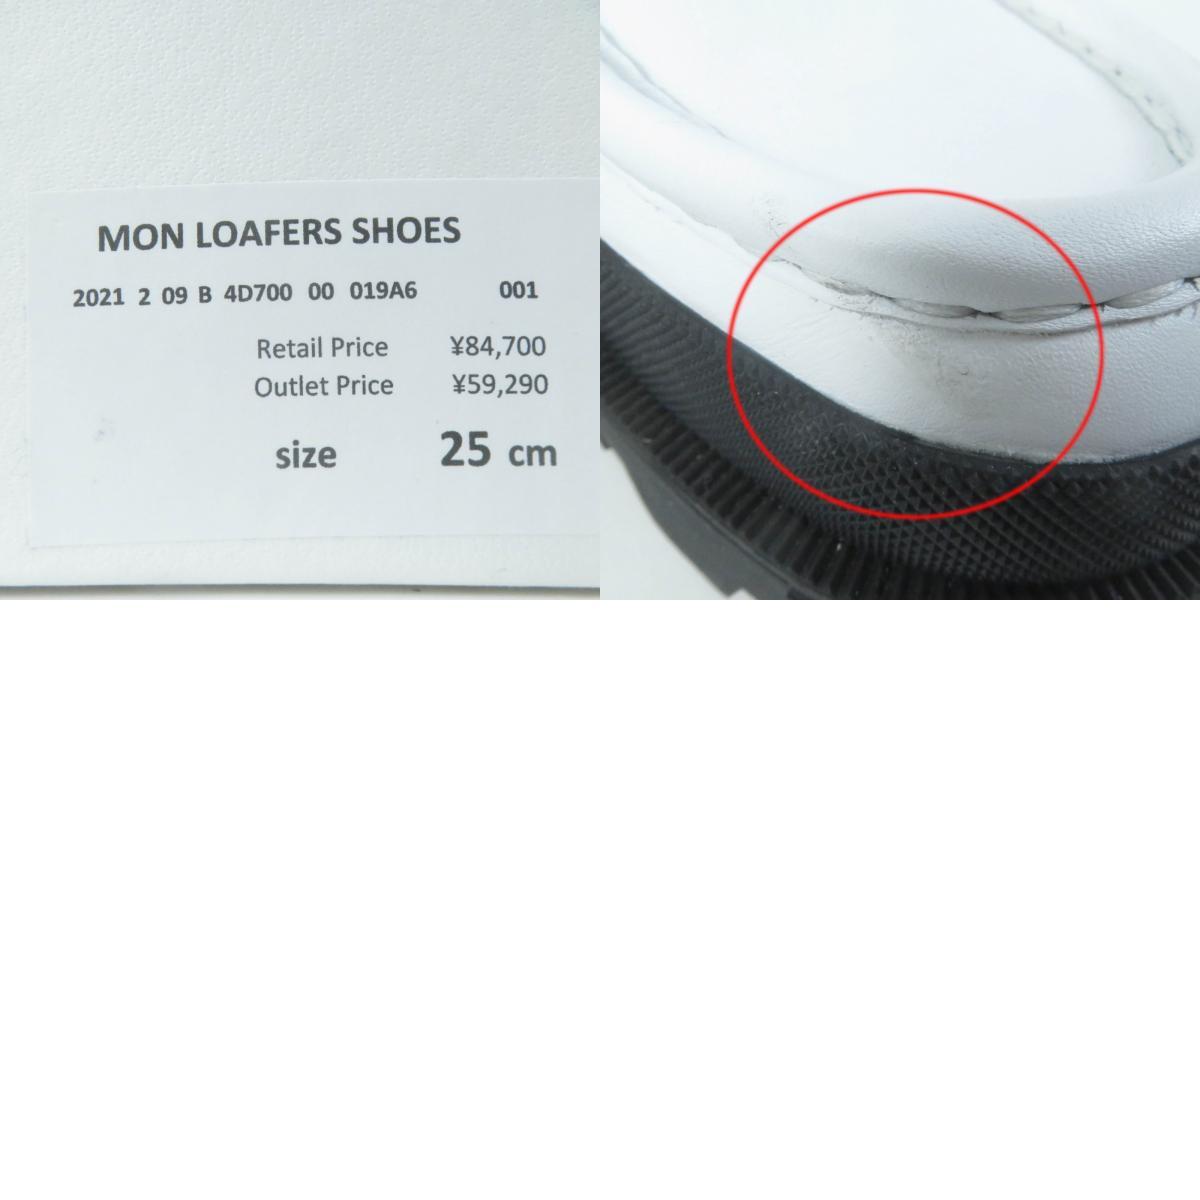 MON LOAFERS SHOES
2021 2 09 B 4D700 00 019A6 001
Retail Price ¥84,700
Outlet Price ¥59,290
size 25 cm